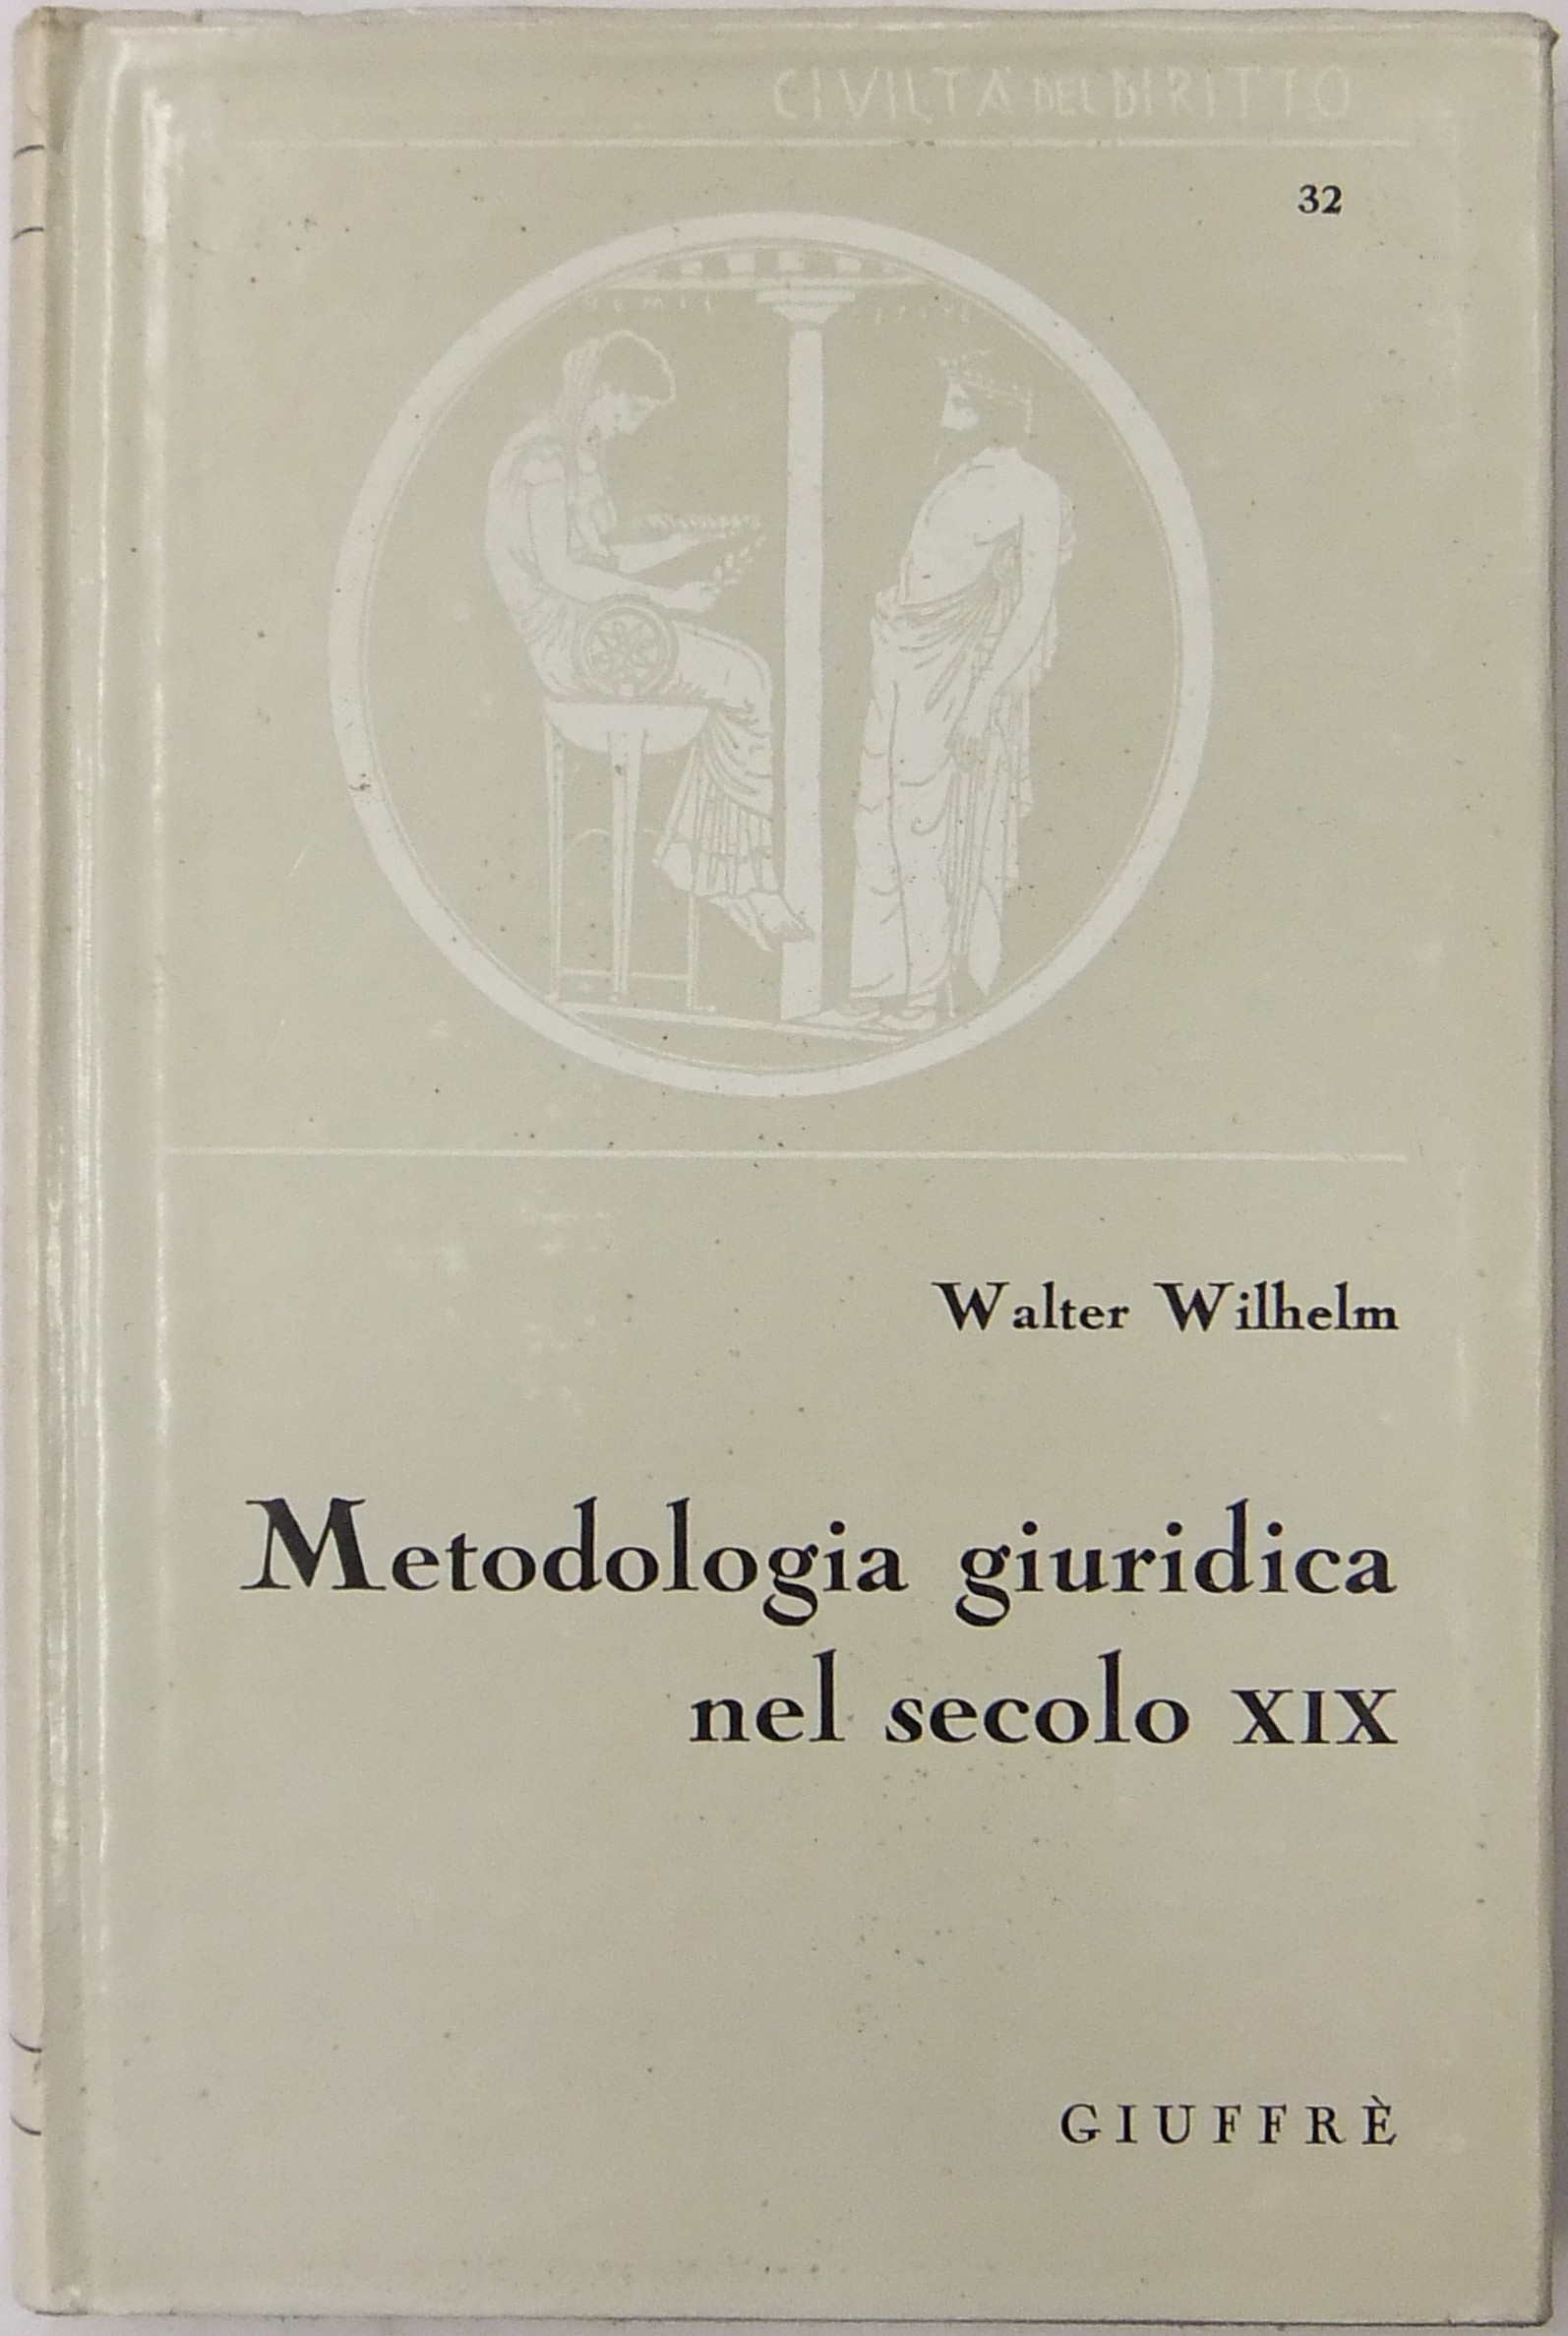 CIVILTÀ DEL DIRITTO
32
Walter Wilhelm
Metodologia giuridica
nel secolo XIX
GIUFFRÈ